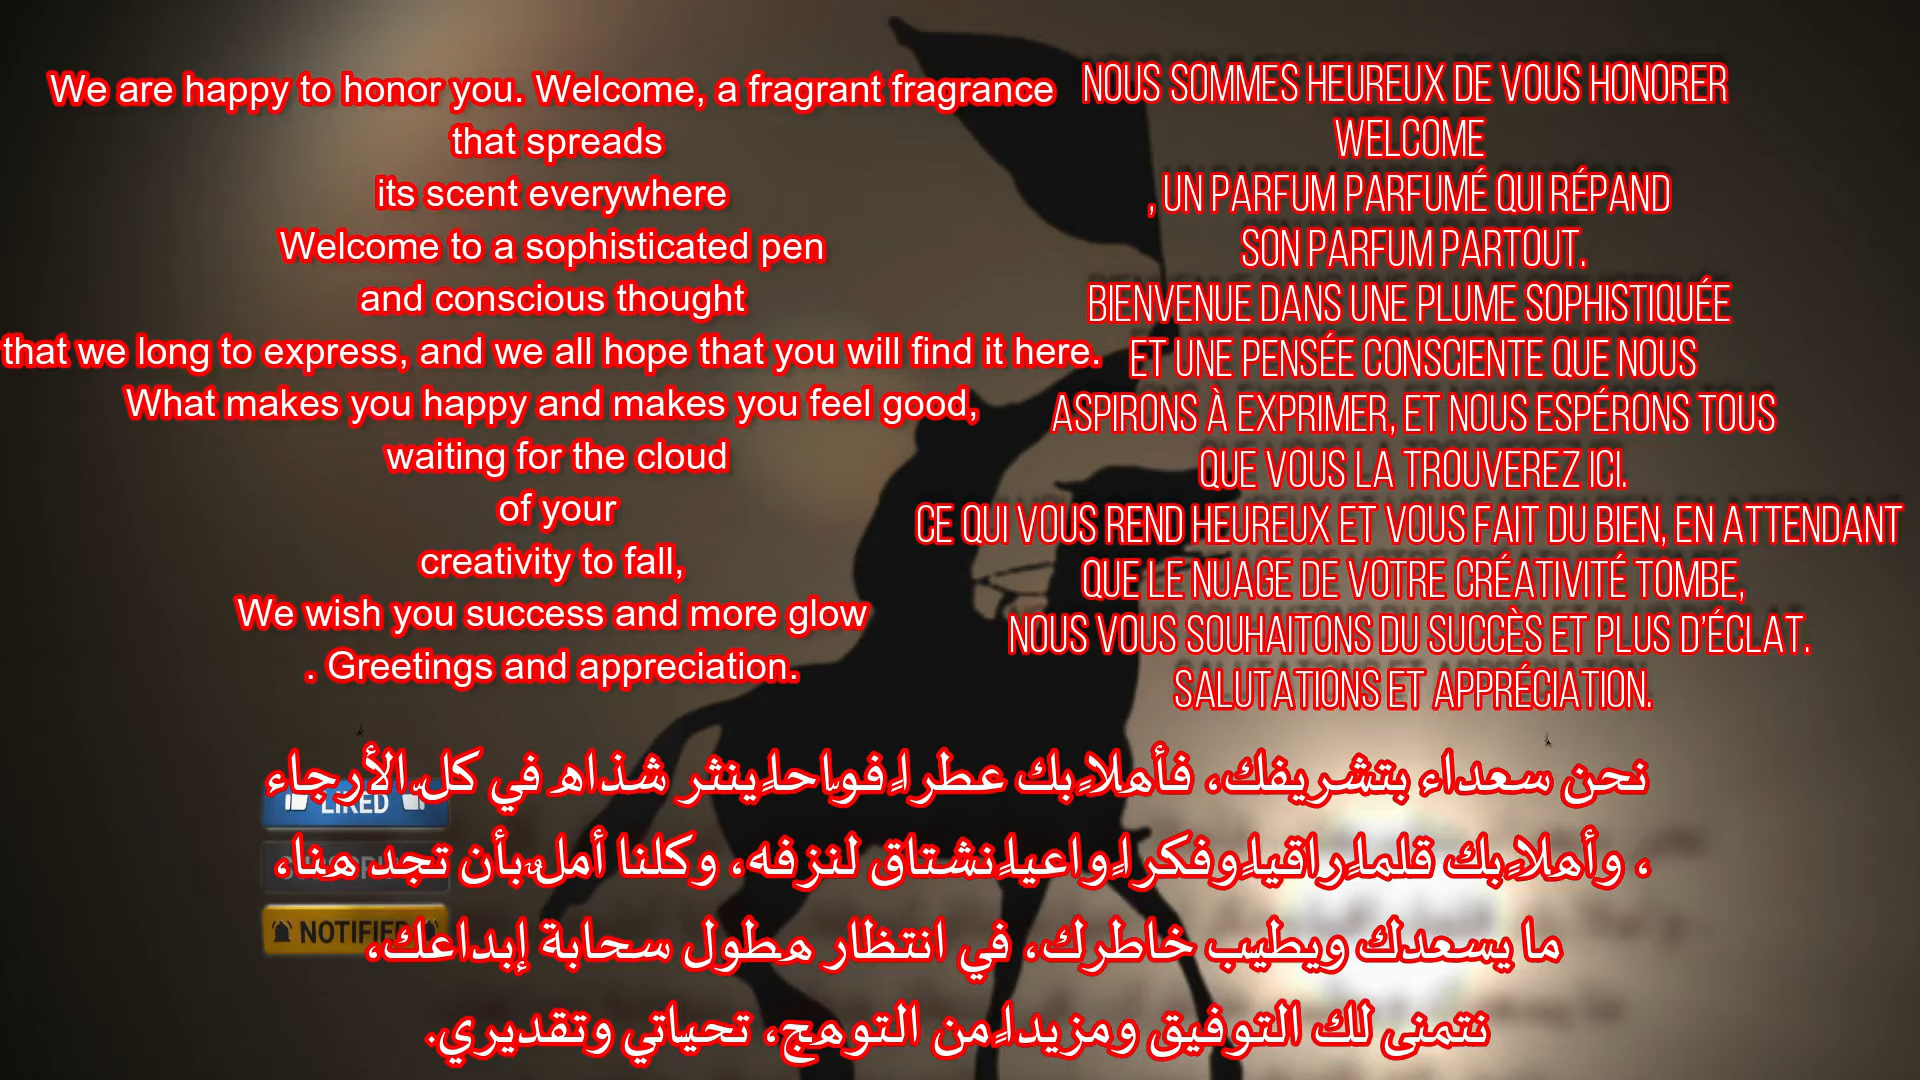 We are happy to honor you. Welcome, a fragrant fragrance
that spreads
its scent everywhere
Welcome to a sophisticated pen
and conscious thought
that we long to express, and we all hope that you will find it here.
What makes you happy and makes you feel good,
waiting for the cloud
of your
creativity to fall,
We wish you success and more glow
. Greetings and appreciation.
NOUS SOMMES HEUREUX DE VOUS HONORER
WELCOME
, UN PARFUM PARFUMÉ QUI RÉPAND
SON PARFUM PARTOUT.
BIENVENUE DANS UNE PLUME SOPHISTIQUÉE
ET UNE PENSÉE CONSCIENTE QUE NOUS
ASPIRONS À EXPRIMER, ET NOUS ESPÉRONS TOUS
QUE VOUS LA TROUVEREZ ICI.
CE QUI VOUS REND HEUREUX ET VOUS FAIT DU BIEN, EN ATTENDANT
QUE LE NUAGE DE VOTRE CRÉATIVITÉ TOMBE,
NOUS VOUS SOUHAITONS DU SUCCÈS ET PLUS D'ÉCLAT.
SALUTATIONS ET APPRÉCIATION.
نحن سعداء بتشريفك، فأهلاً بك عطراً فواحاً ينثر شذاه في كل الأرجاء
، وأهلاً بك قلماً راقياً وفكراً واعياً نشتاق لنزفه، وكلنا أملٌ بأن تجد هنا،
ما يسعدك ويطيب خاطرك، في انتظار هطول سحابة إبداعك،
نتمنى لك التوفيق ومزيداً من التوهج، تحياتي وتقديري.
LIKED
NOTIFIED